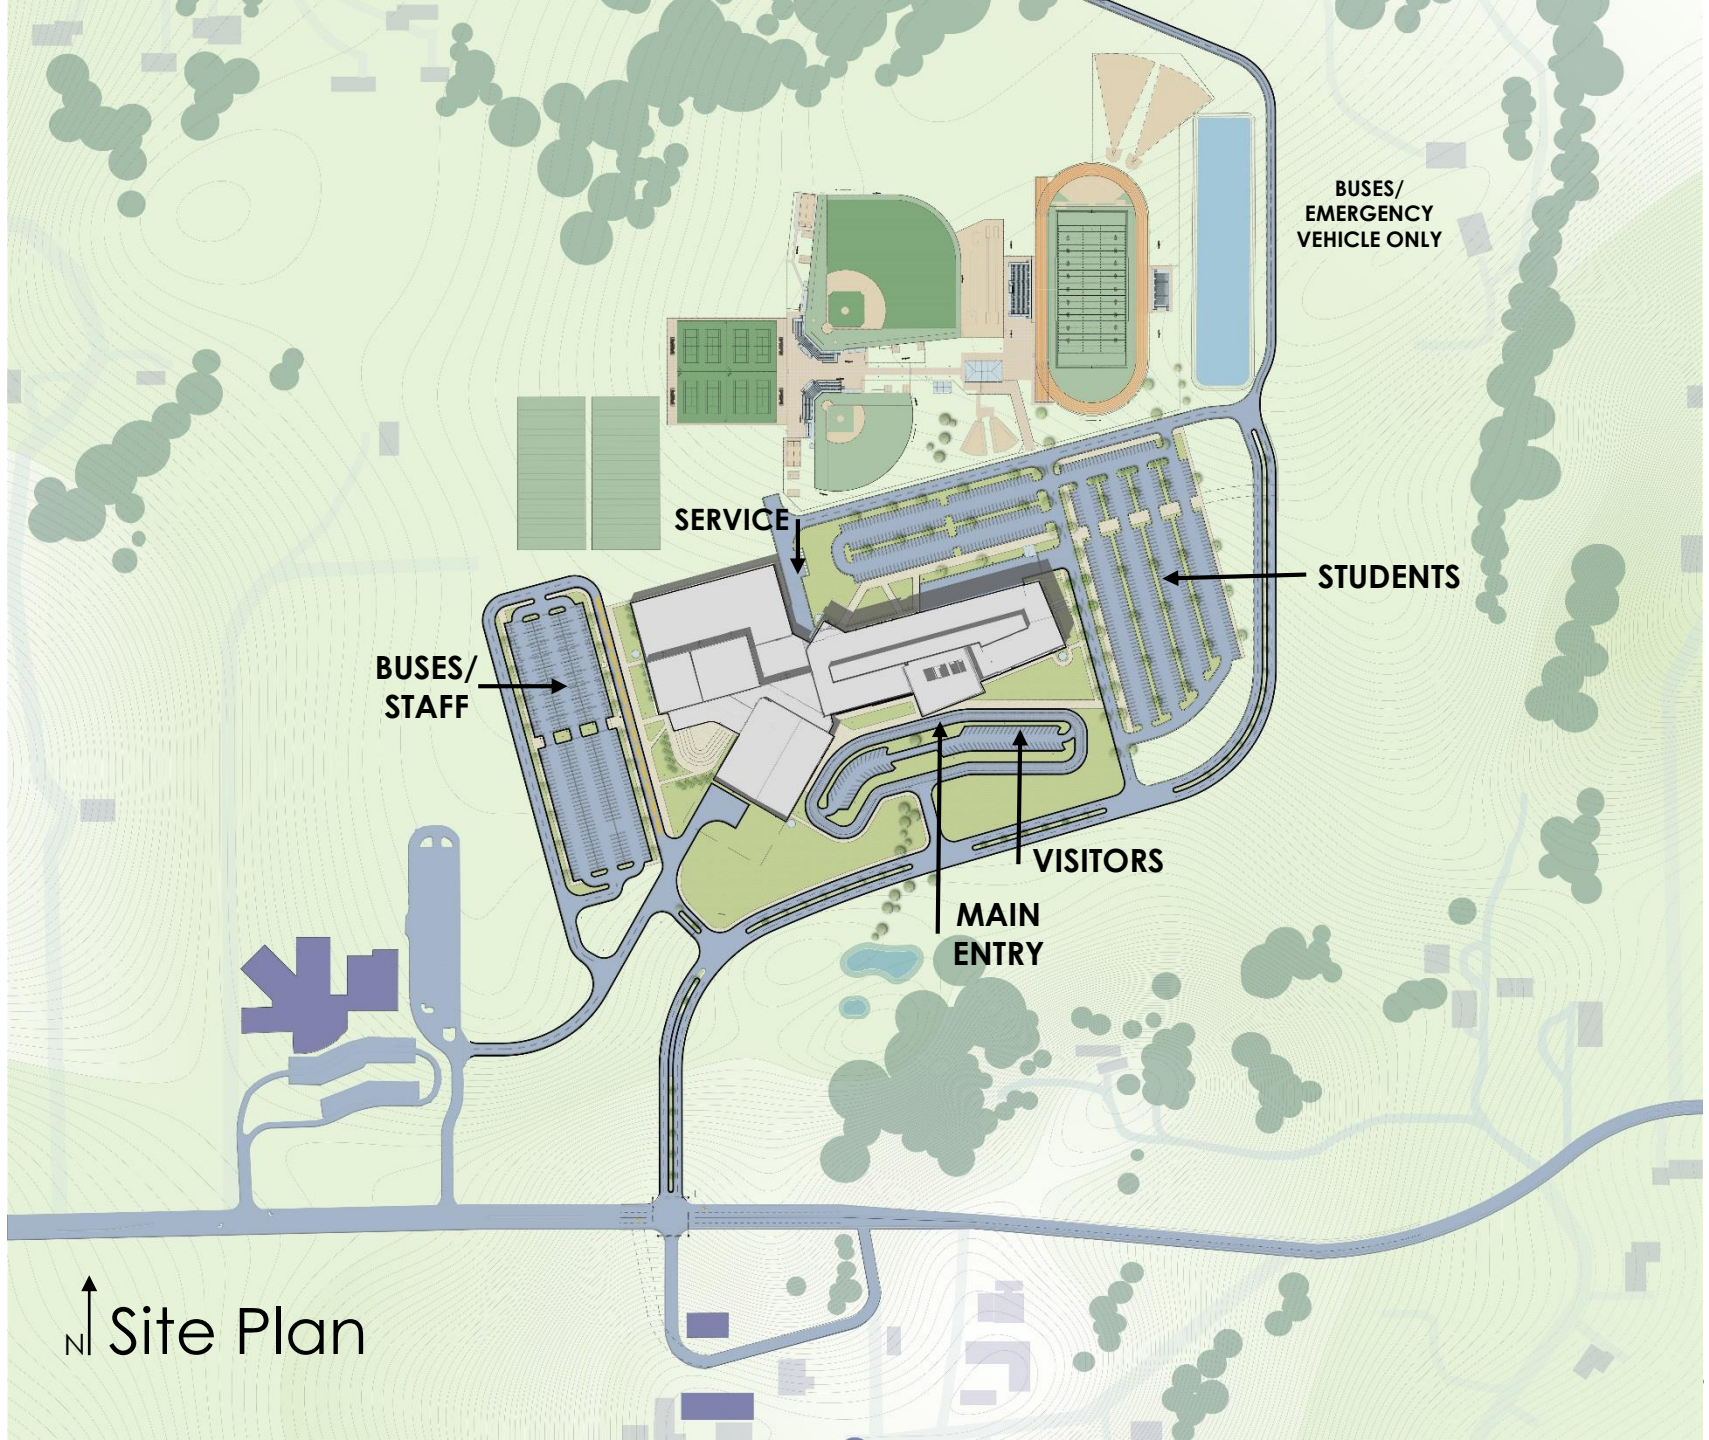 BUSES/
EMERGENCY
VEHICLE ONLY
SERVICE
STUDENTS
BUSES/
STAFF
VISITORS
MAIN
ENTRY
N
Site Plan